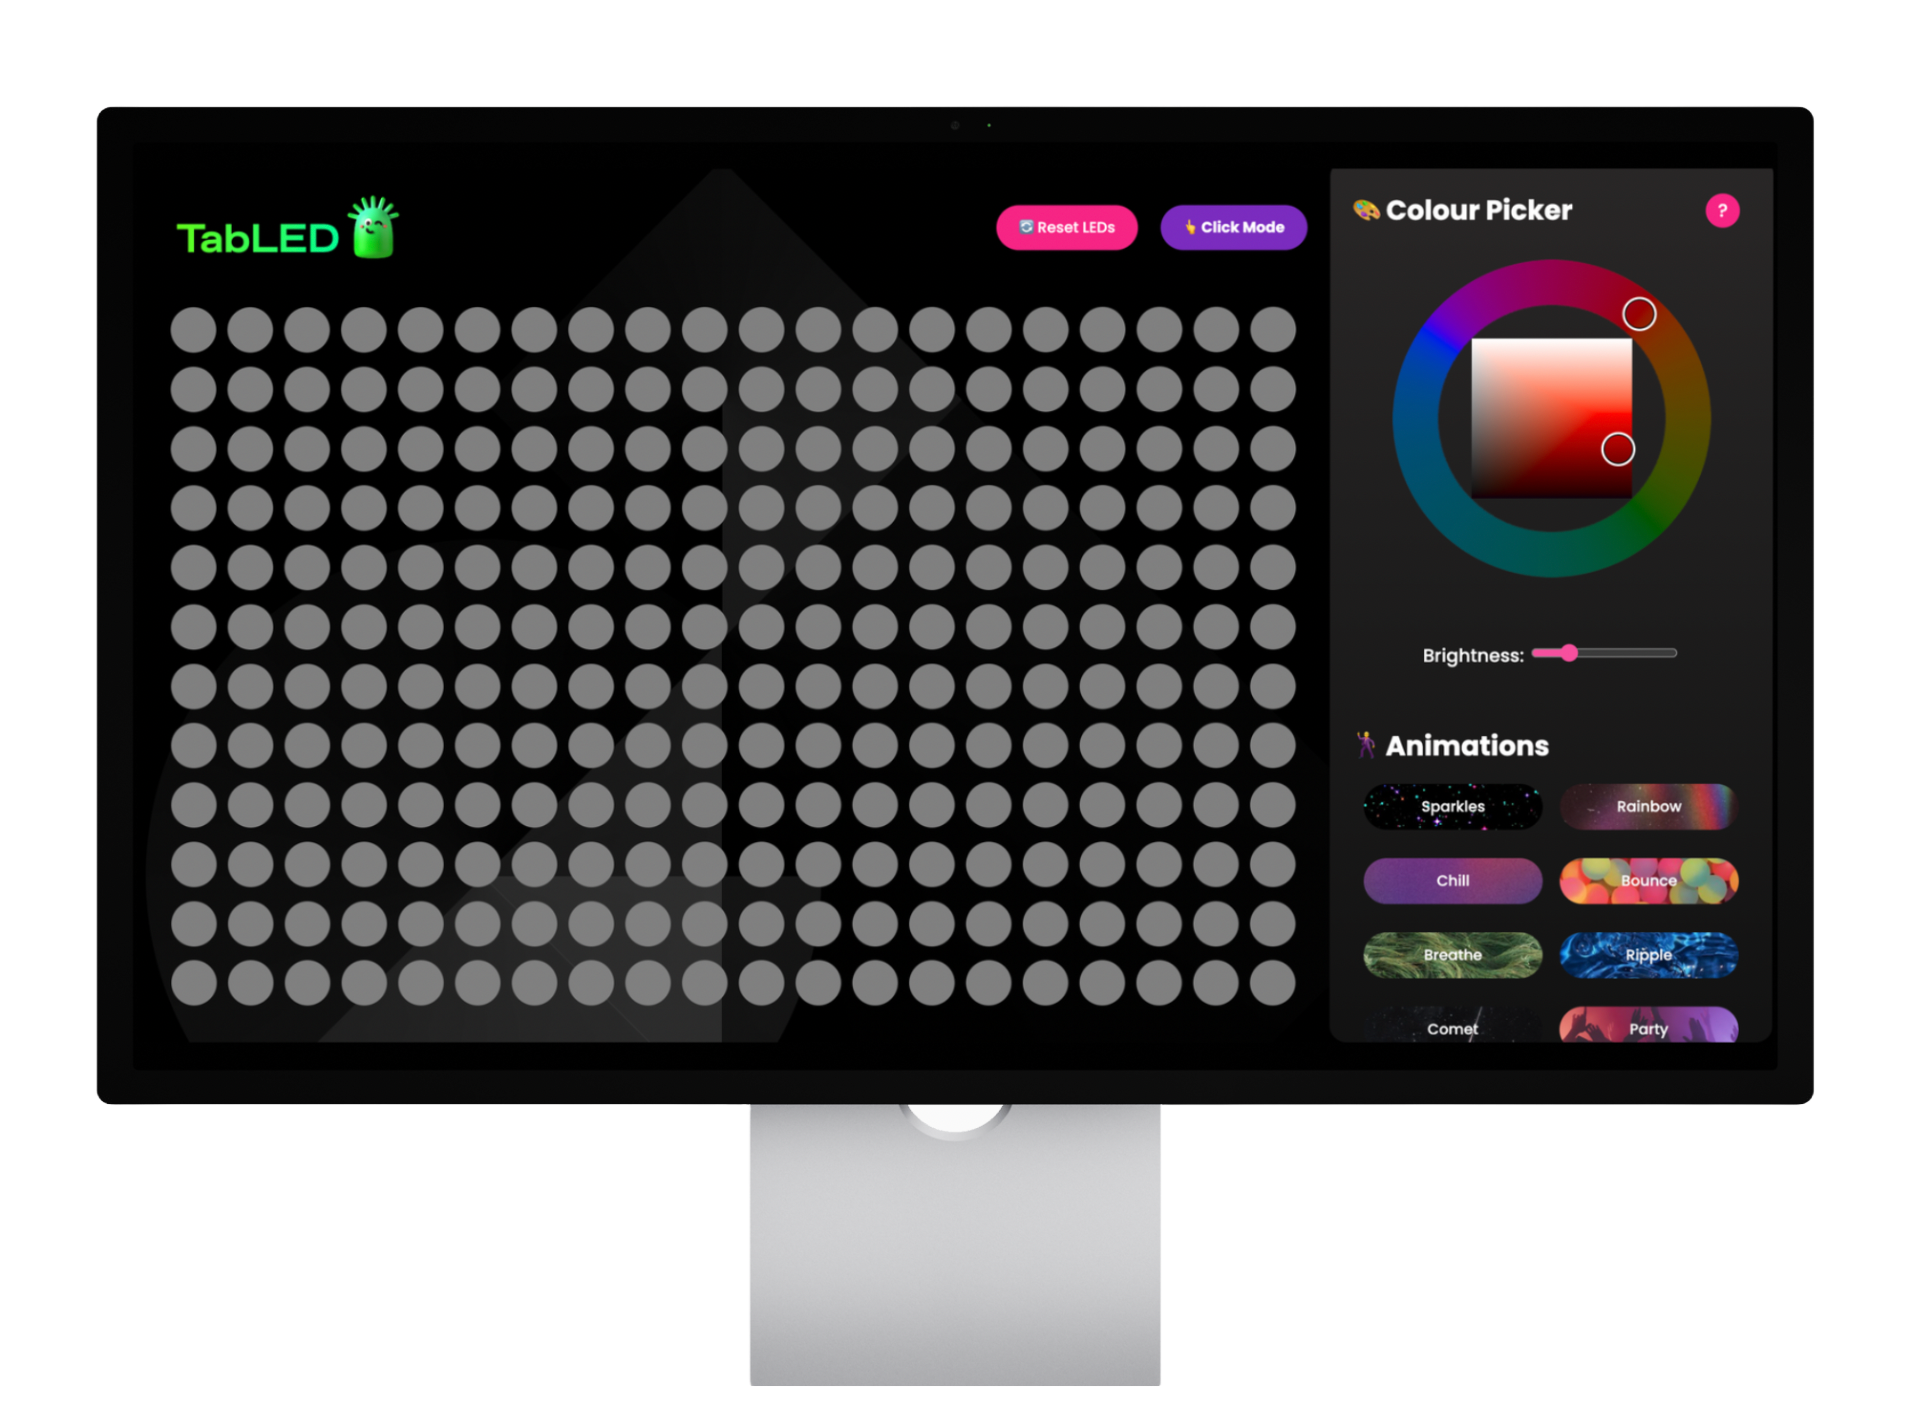 TabLED
Reset LEDs
Click Mode
Colour Picker
?
Brightness:
Animations
Sparkles
Rainbow
Chill
Bounce
Breathe
Ripple
Comet
Party